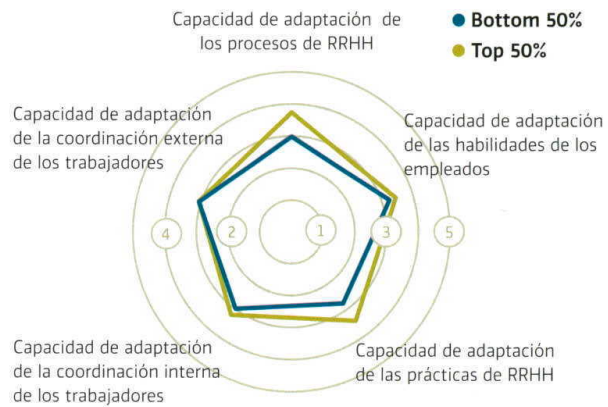 Capacidad de adaptación de
los procesos de RRHH
Bottom 50%
Top 50%
Capacidad de adaptación
de la coordinación externa
de los trabajadores
Capacidad de adaptación
de las habilidades de los
empleados
4
2
1
3
5
Capacidad de adaptación
de la coordinación interna
de los trabajadores
Capacidad de adaptación
de las prácticas de RRHH